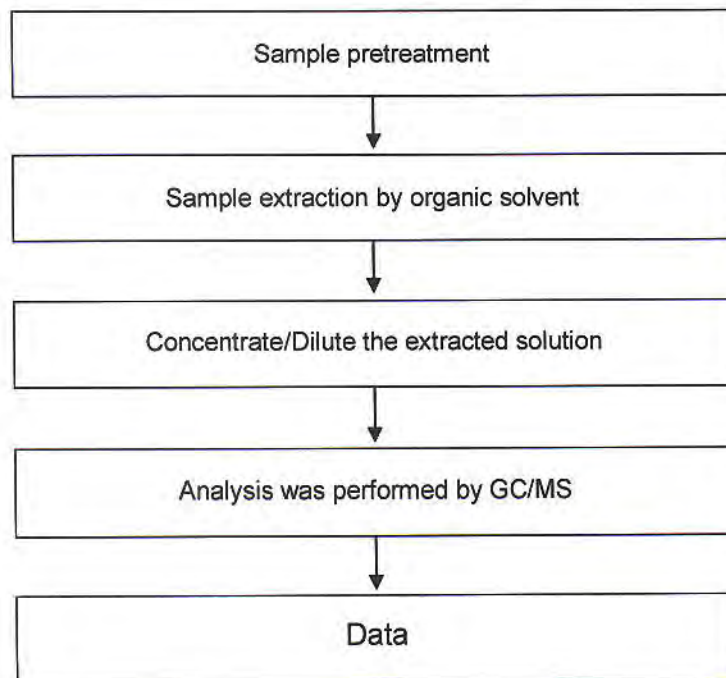 Sample pretreatment
Sample extraction by organic solvent
Concentrate/Dilute the extracted solution
Analysis was performed by GC/MS
Data